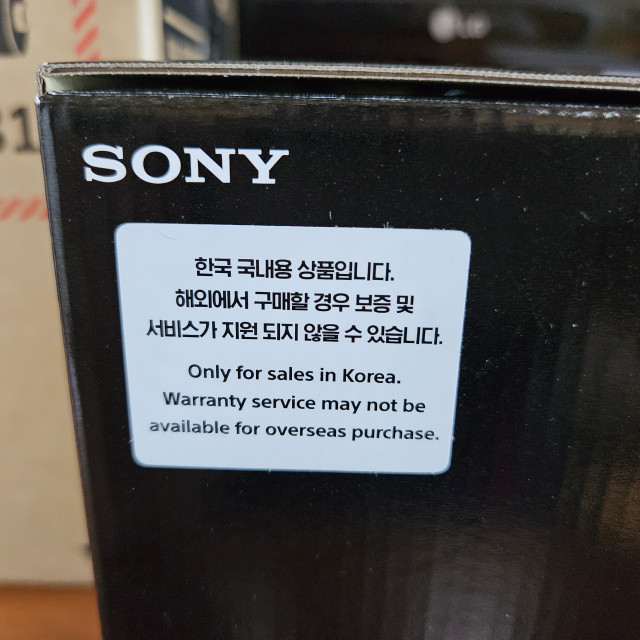 LG
SONY
한국 국내용 상품입니다.
해외에서 구매할 경우 보증 및
서비스가 지원 되지 않을 수 있습니다.
Only for sales in Korea.
Warranty service may not be
available for overseas purchase.